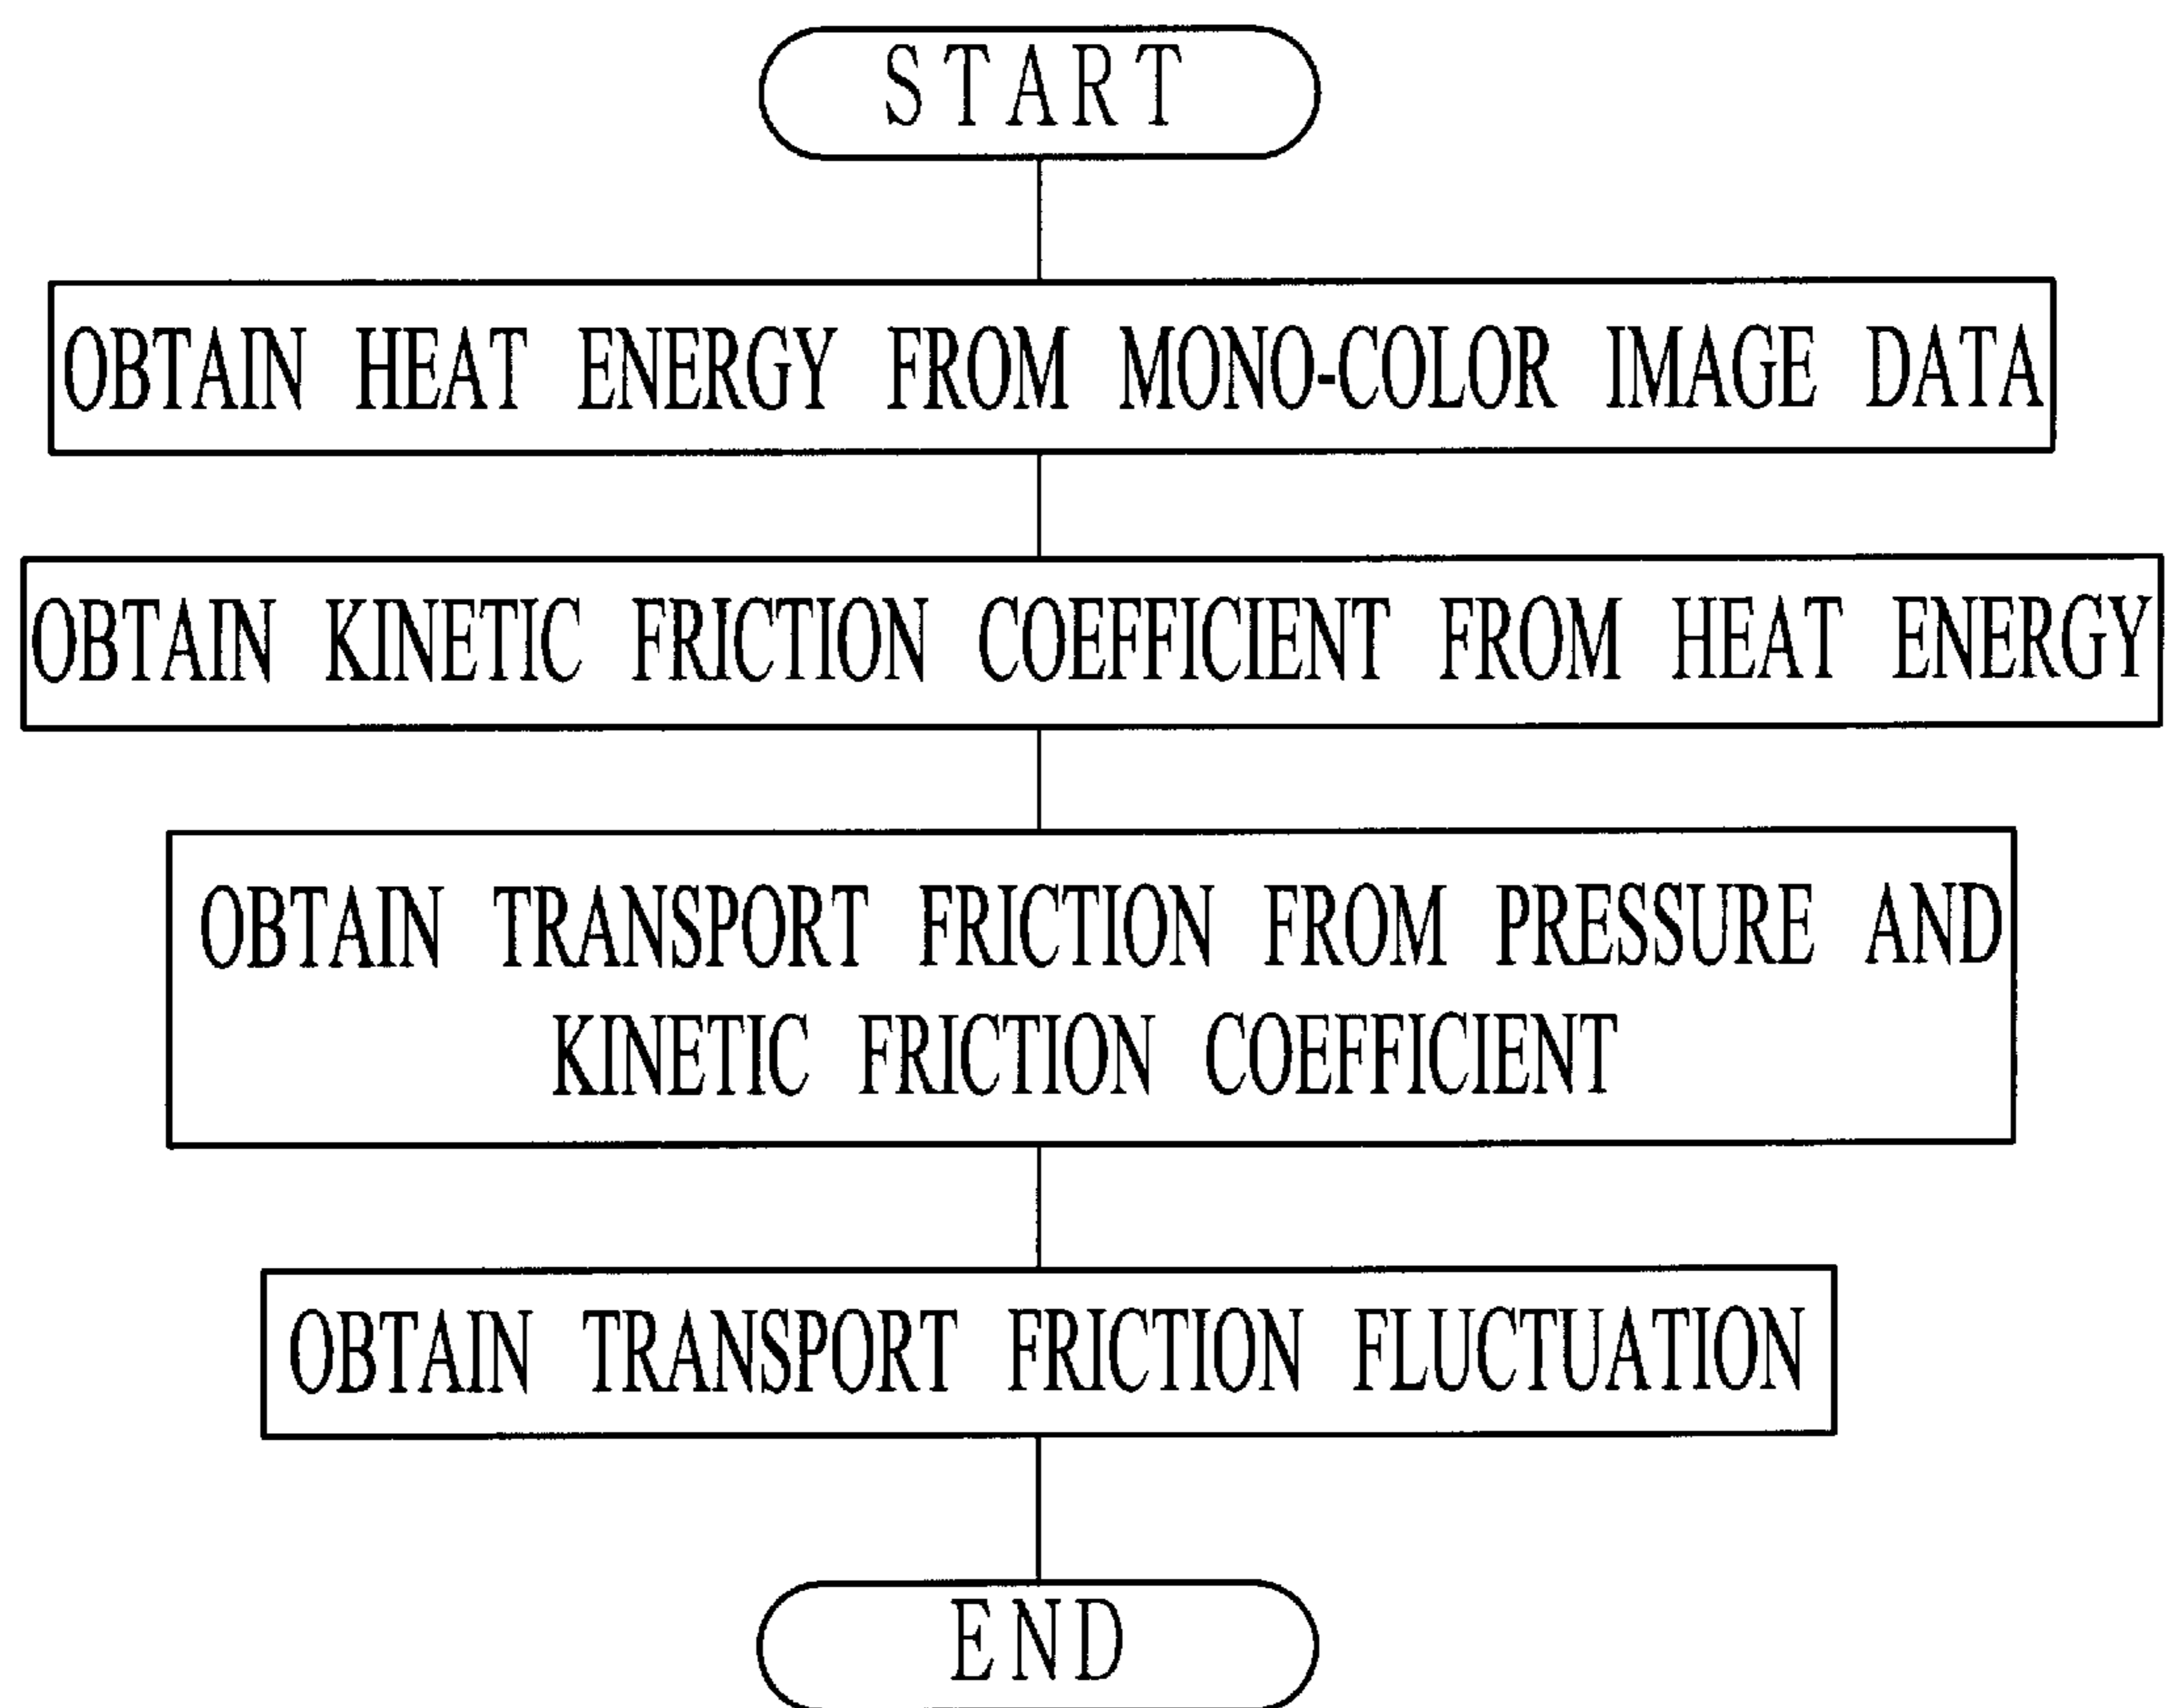 START
OBTAIN HEAT ENERGY FROM MONO-COLOR IMAGE DATA
OBTAIN KINETIC FRICTION COEFFICIENT FROM HEAT ENERGY
OBTAIN TRANSPORT FRICTION FROM PRESSURE AND
KINETIC FRICTION COEFFICIENT
OBTAIN TRANSPORT FRICTION FLUCTUATION
END